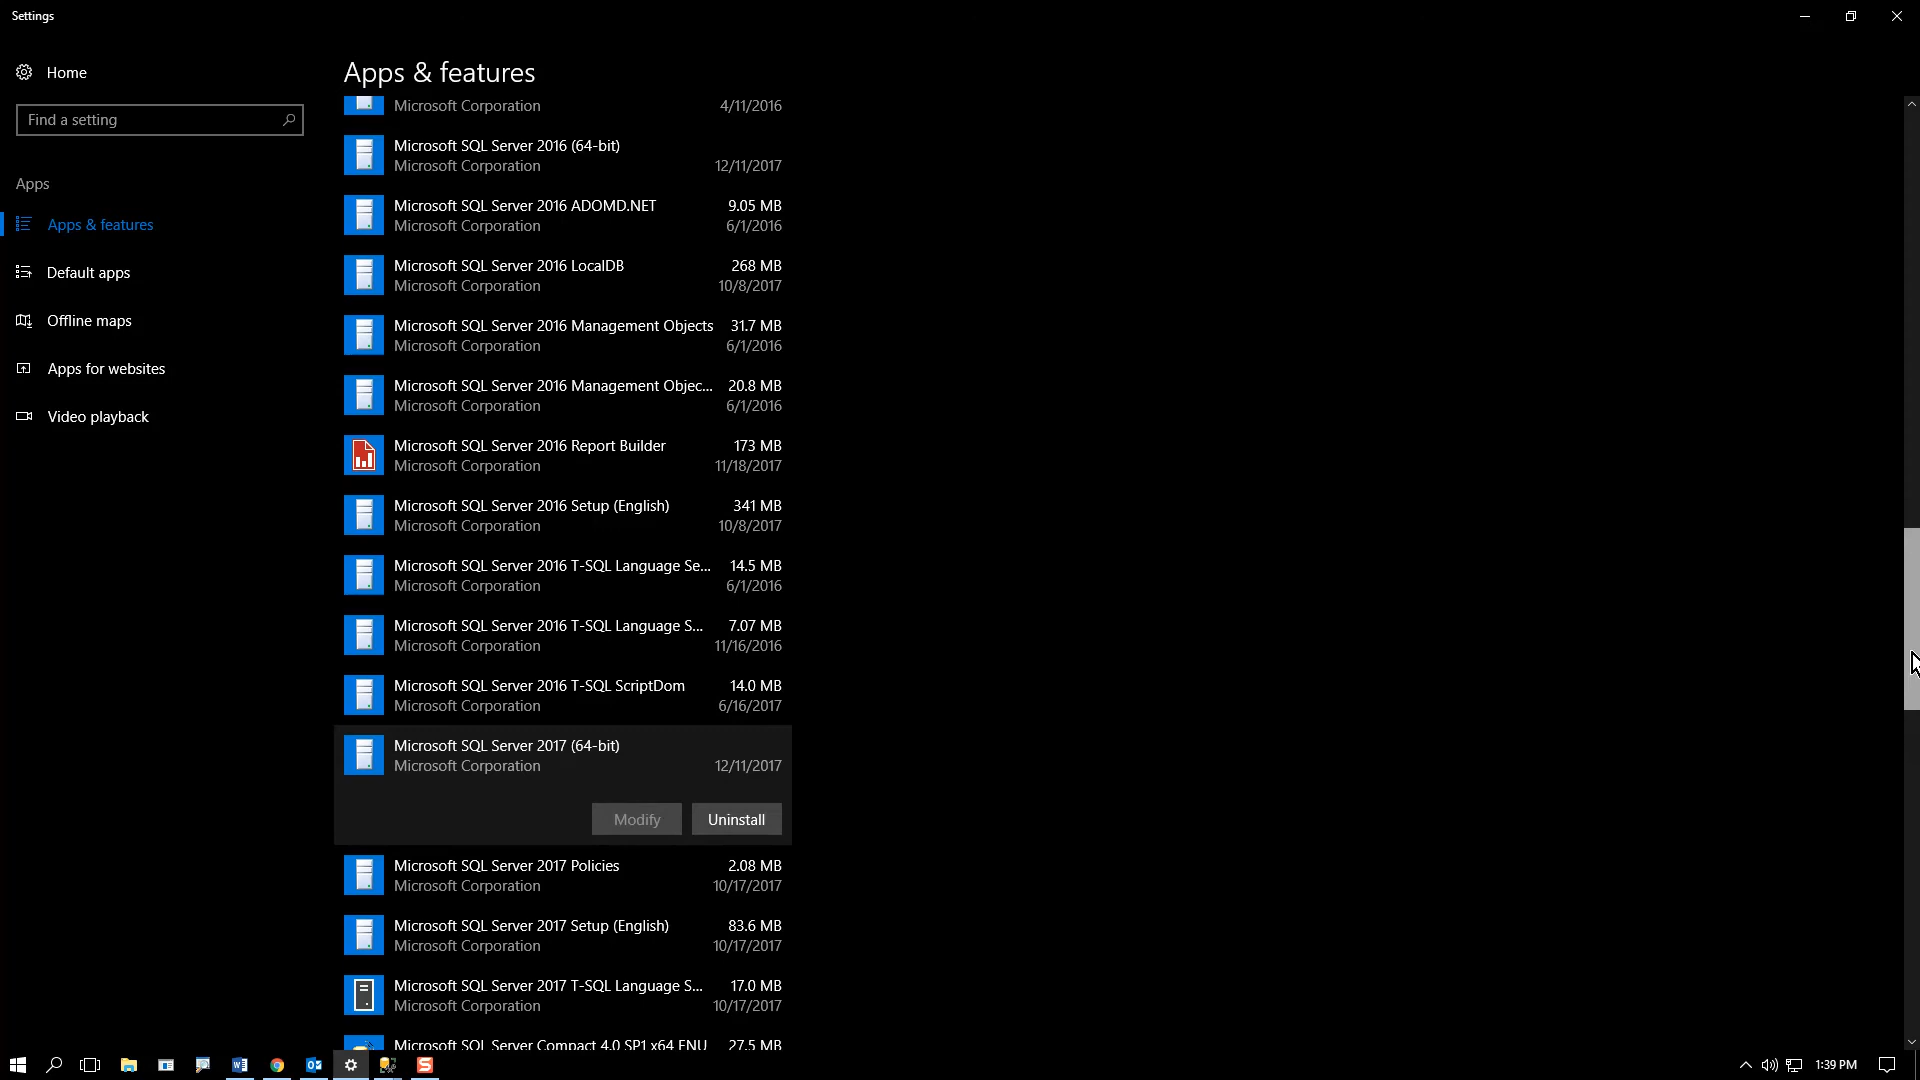 Settings
Home
Find a setting
Apps
Apps & features
Default apps
Offline maps
Apps for websites
Video playback
Apps & features
Microsoft Corporation 4/11/2016
Microsoft SQL Server 2016 (64-bit)
Microsoft Corporation 12/11/2017
Microsoft SQL Server 2016 ADOMD.NET 9.05 MB
Microsoft Corporation 6/1/2016
Microsoft SQL Server 2016 LocalDB 268 MB
Microsoft Corporation 10/8/2017
Microsoft SQL Server 2016 Management Objects 31.7 MB
Microsoft Corporation 6/1/2016
Microsoft SQL Server 2016 Management Objec... 20.8 MB
Microsoft Corporation 6/1/2016
Microsoft SQL Server 2016 Report Builder 173 MB
Microsoft Corporation 11/18/2017
Microsoft SQL Server 2016 Setup (English) 341 MB
Microsoft Corporation 10/8/2017
Microsoft SQL Server 2016 T-SQL Language Se... 14.5 MB
Microsoft Corporation 6/1/2016
Microsoft SQL Server 2016 T-SQL Language S... 7.07 MB
Microsoft Corporation 11/16/2016
Microsoft SQL Server 2016 T-SQL ScriptDom 14.0 MB
Microsoft Corporation 6/16/2017
Microsoft SQL Server 2017 (64-bit)
Microsoft Corporation 12/11/2017
Modify Uninstall
Microsoft SQL Server 2017 Policies 2.08 MB
Microsoft Corporation 10/17/2017
Microsoft SQL Server 2017 Setup (English) 83.6 MB
Microsoft Corporation 10/17/2017
Microsoft SQL Server 2017 T-SQL Language S... 17.0 MB
Microsoft Corporation 10/17/2017
Microsoft SQL Server Compact 4.0 SP1 x64 ENU 27.5 MB
1:39 PM